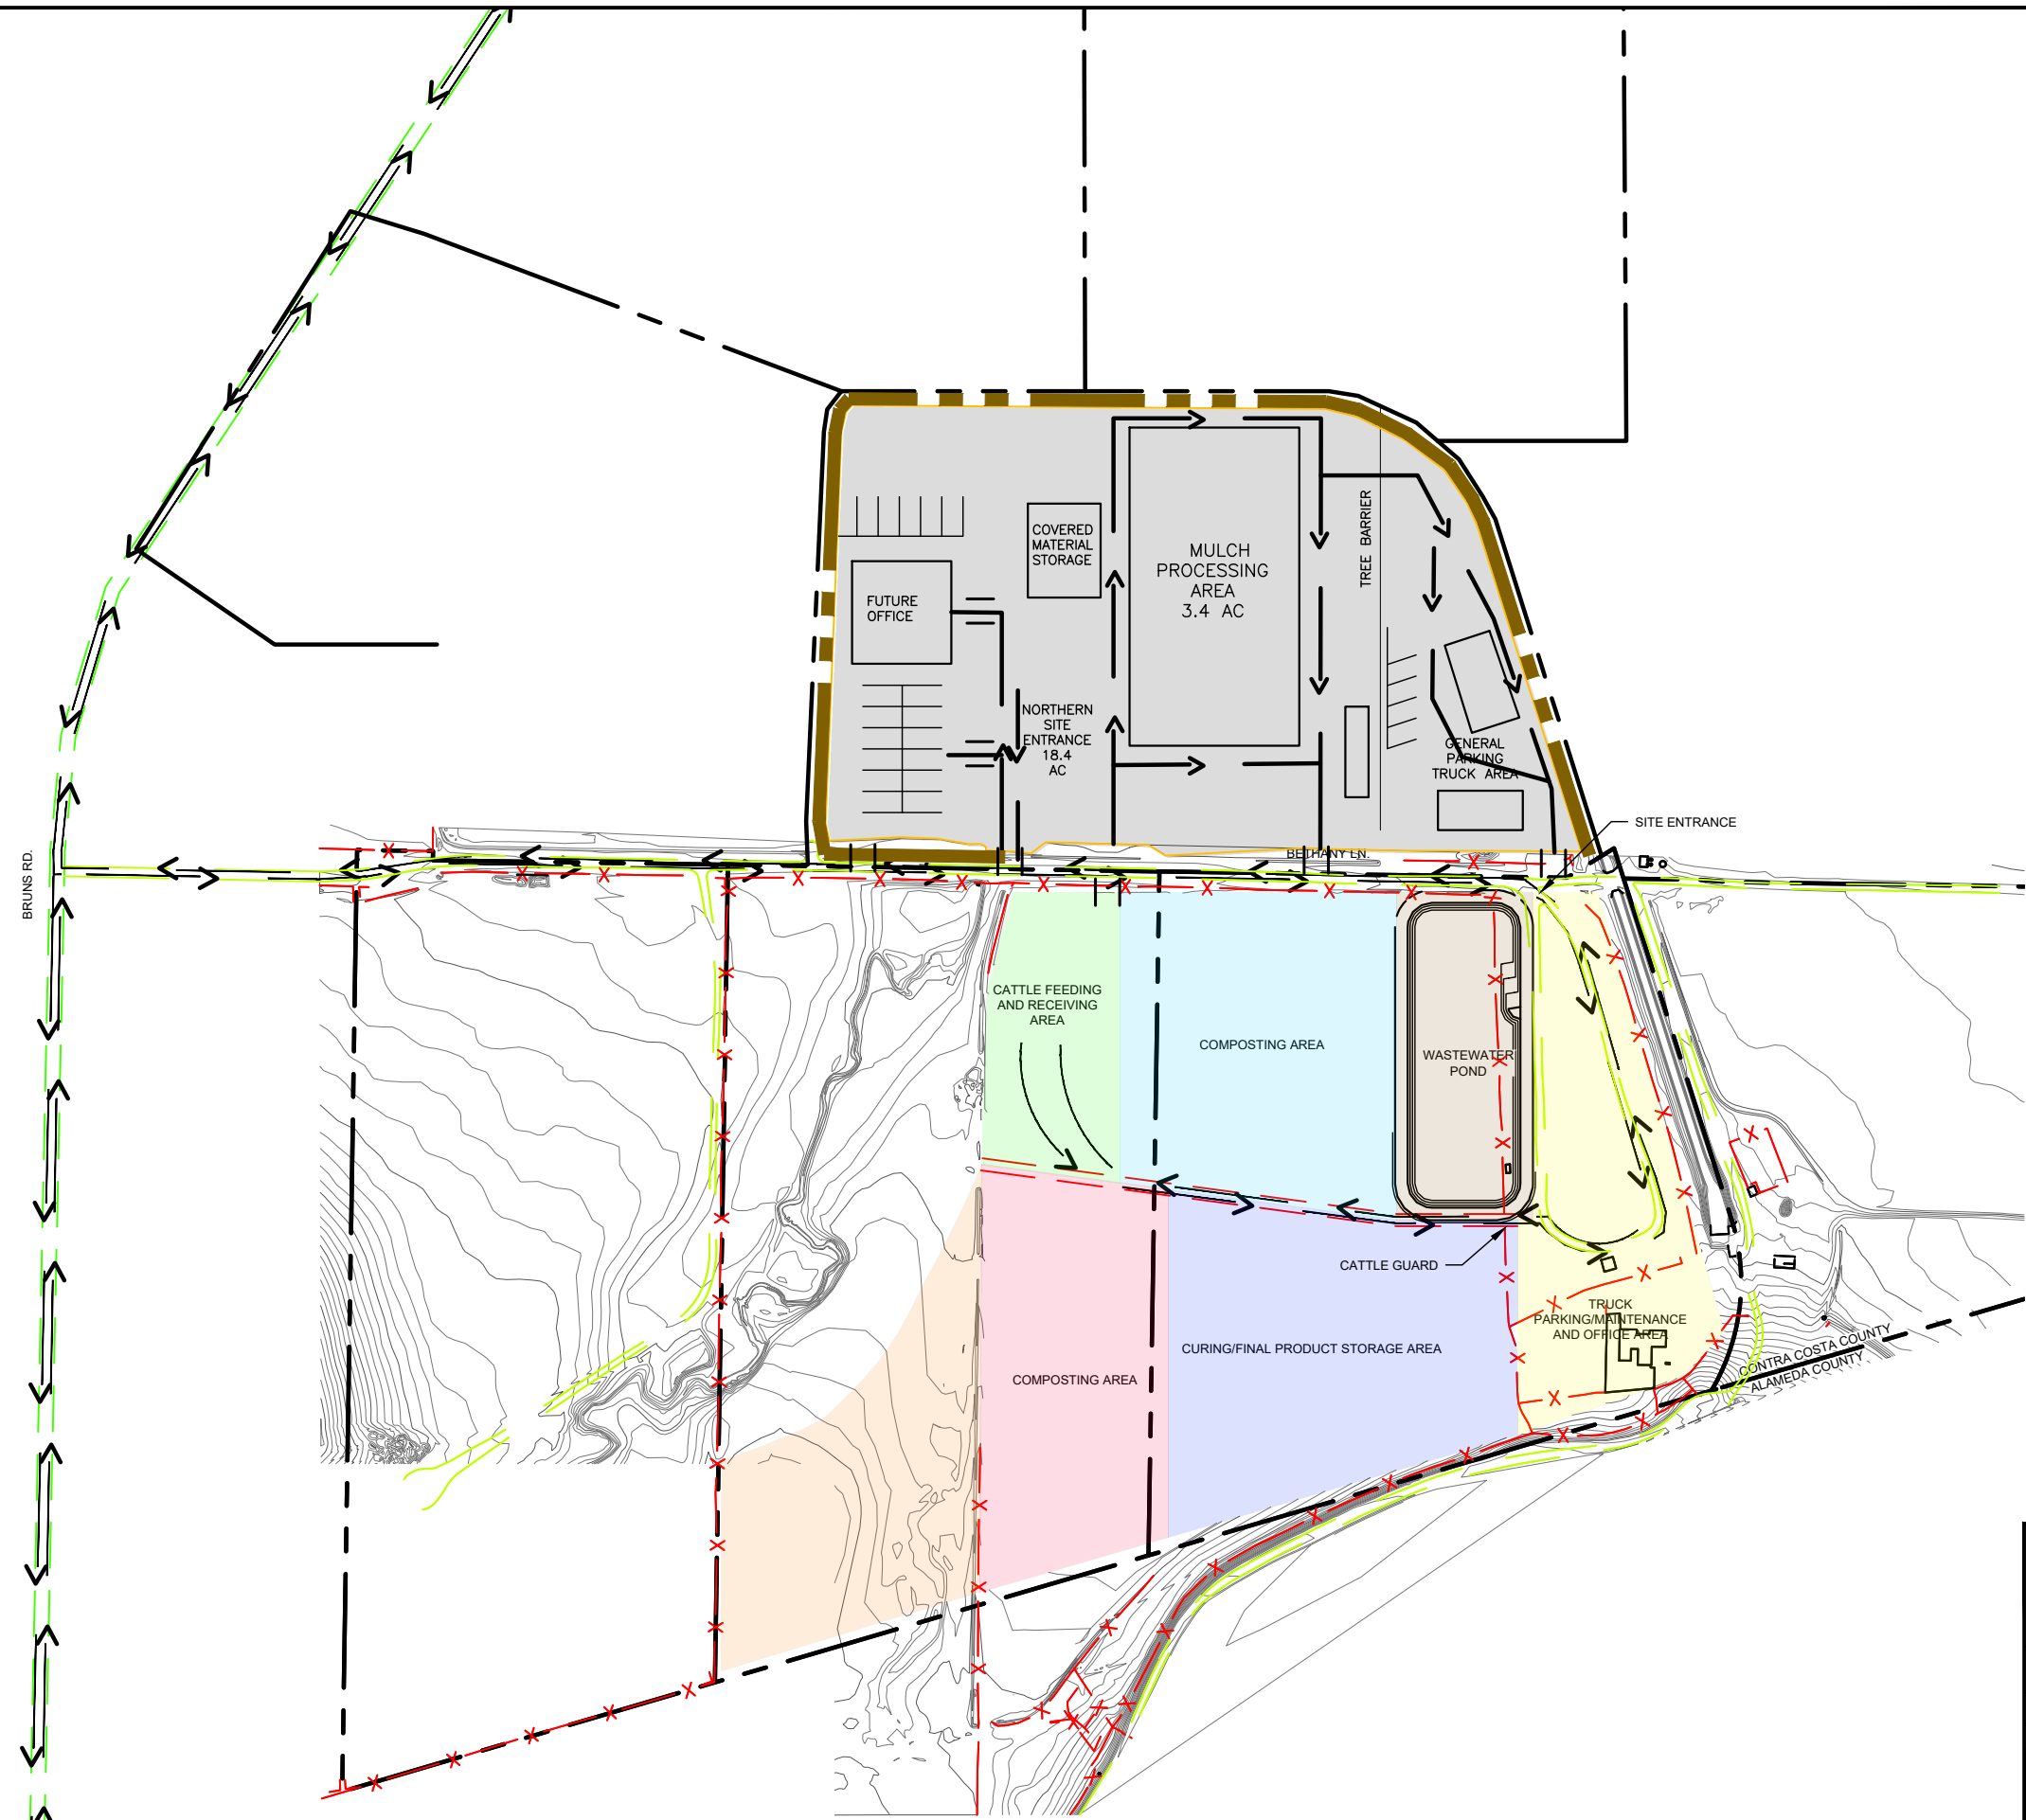 COVERED
MATERIAL
STORAGE
MULCH
PROCESSING
AREA
3.4 AC
TREE BARRIER
FUTURE
OFFICE
NORTHERN
SITE
ENTRANCE
18.4
AC
GENERAL
PARKING
TRUCK AREA
SITE ENTRANCE
BETHANY LN.
BRUNS RD.
CATTLE FEEDING
AND RECEIVING
AREA
COMPOSTING AREA
WASTEWATER
POND
CATTLE GUARD
TRUCK
PARKING/MAINTENANCE
AND OFFICE AREA
CURING/FINAL PRODUCT STORAGE AREA
COMPOSTING AREA
CONTRA COSTA COUNTY
ALAMEDA COUNTY